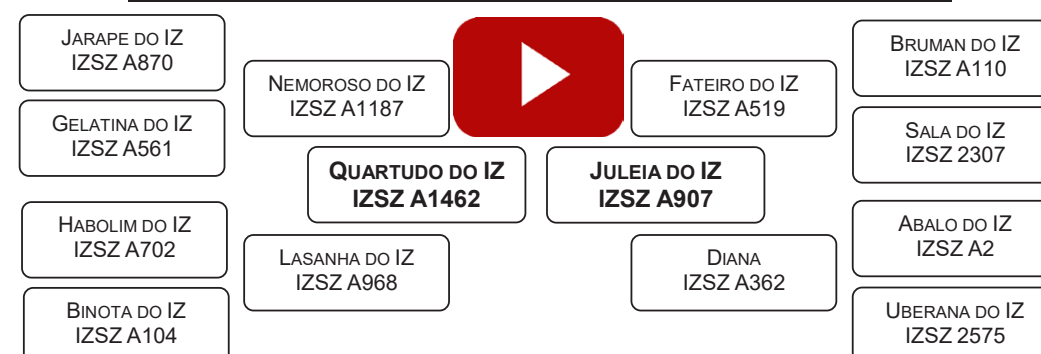 JARAPE DO IZ
IZSZ A870
GELATINA DO IZ
IZSZ A561
NEMOROSO DO IZ
IZSZ A1187
QUARTUDO DO IZ
IZSZ A1462
HABOLIM DO IZ
IZSZ A702
BINOTA DO IZ
IZSZ A104
LASANHA DO IZ
IZSZ A968
FATEIRO DO IZ
IZSZ A519
JULEIA DO IZ
IZSZ A907
DIANA
IZSZ A362
BRUMAN DO IZ
IZSZ A110
SALA DO IZ
IZSZ 2307
ABALO DO IZ
IZSZ A2
UBERANA DO IZ
IZSZ 2575